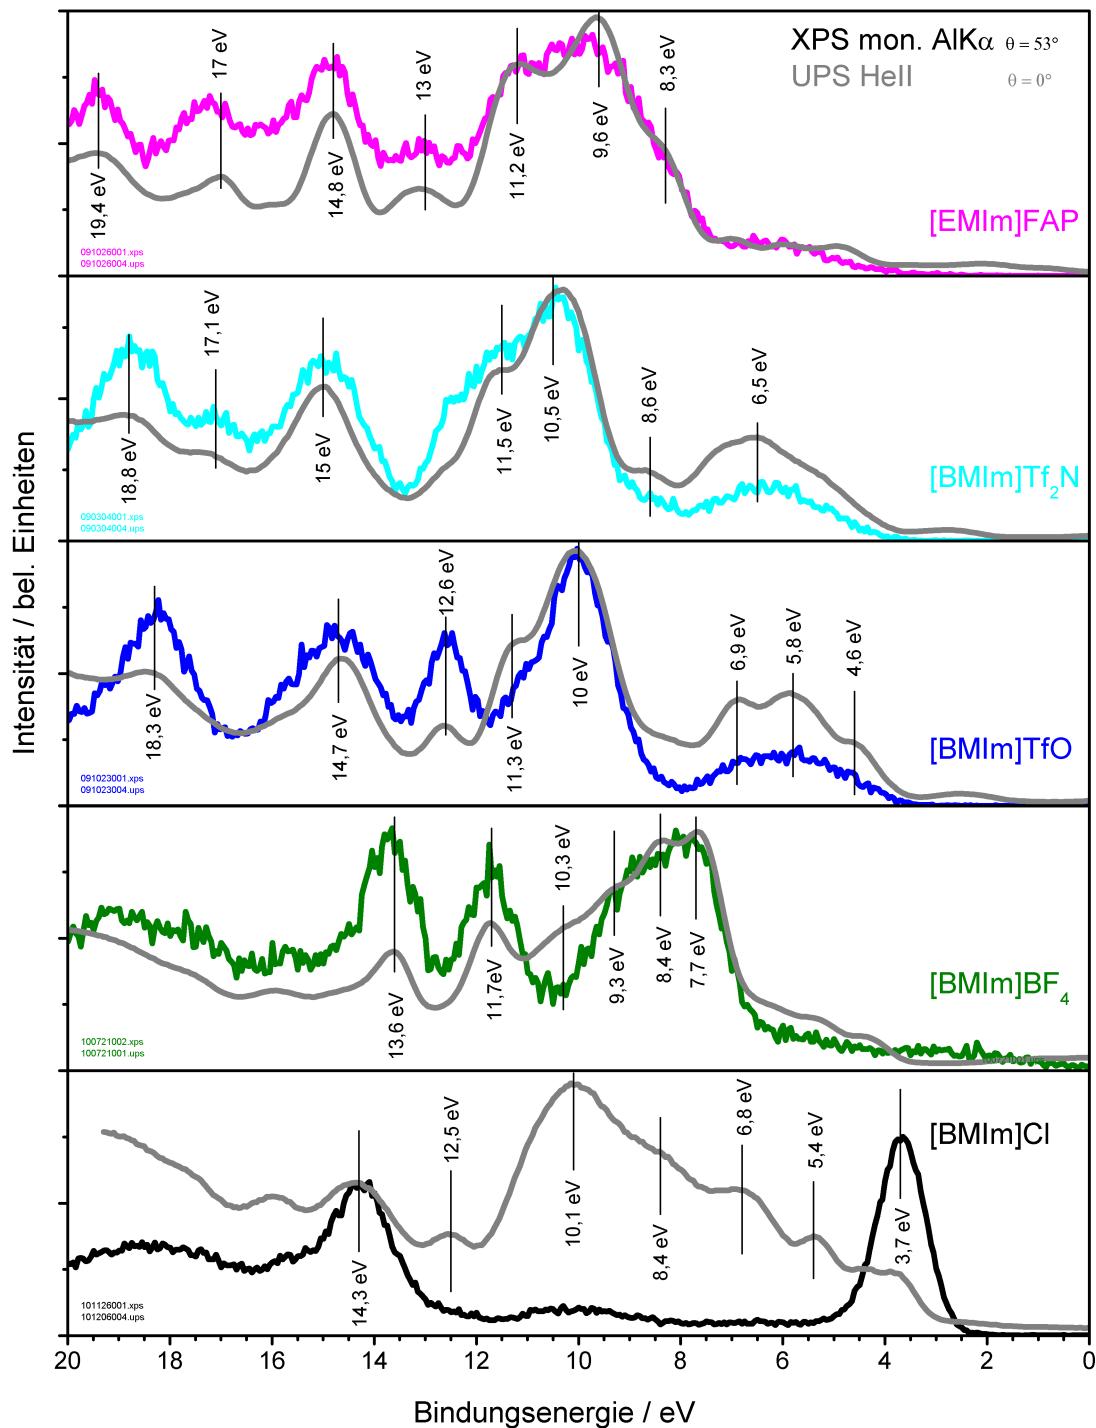 XPS mon. AlKα θ = 53°
UPS HeII θ = 0°
19,4 eV
17 eV
14,8 eV
13 eV
11,2 eV
9,6 eV
8,3 eV
[EMIm]FAP
091026001.xps
091026004.ups
18,8 eV
17,1 eV
15 eV
11,5 eV
10,5 eV
8,6 eV
6,5 eV
[BMIm]Tf2N
090304001.xps
090304004.ups
18,3 eV
14,7 eV
12,6 eV
11,3 eV
10 eV
6,9 eV
5,8 eV
4,6 eV
[BMIm]TfO
091023001.xps
091023004.ups
13,6 eV
11,7eV
10,3 eV
9,3 eV
8,4 eV
7,7 eV
[BMIm]BF4
100721002.xps
100721001.ups
14,3 eV
12,5 eV
10,1 eV
8,4 eV
6,8 eV
5,4 eV
3,7 eV
[BMIm]Cl
101126001.xps
101206004.ups
Intensität / bel. Einheiten
20 18 16 14 12 10 8 6 4 2 0
Bindungsenergie / eV